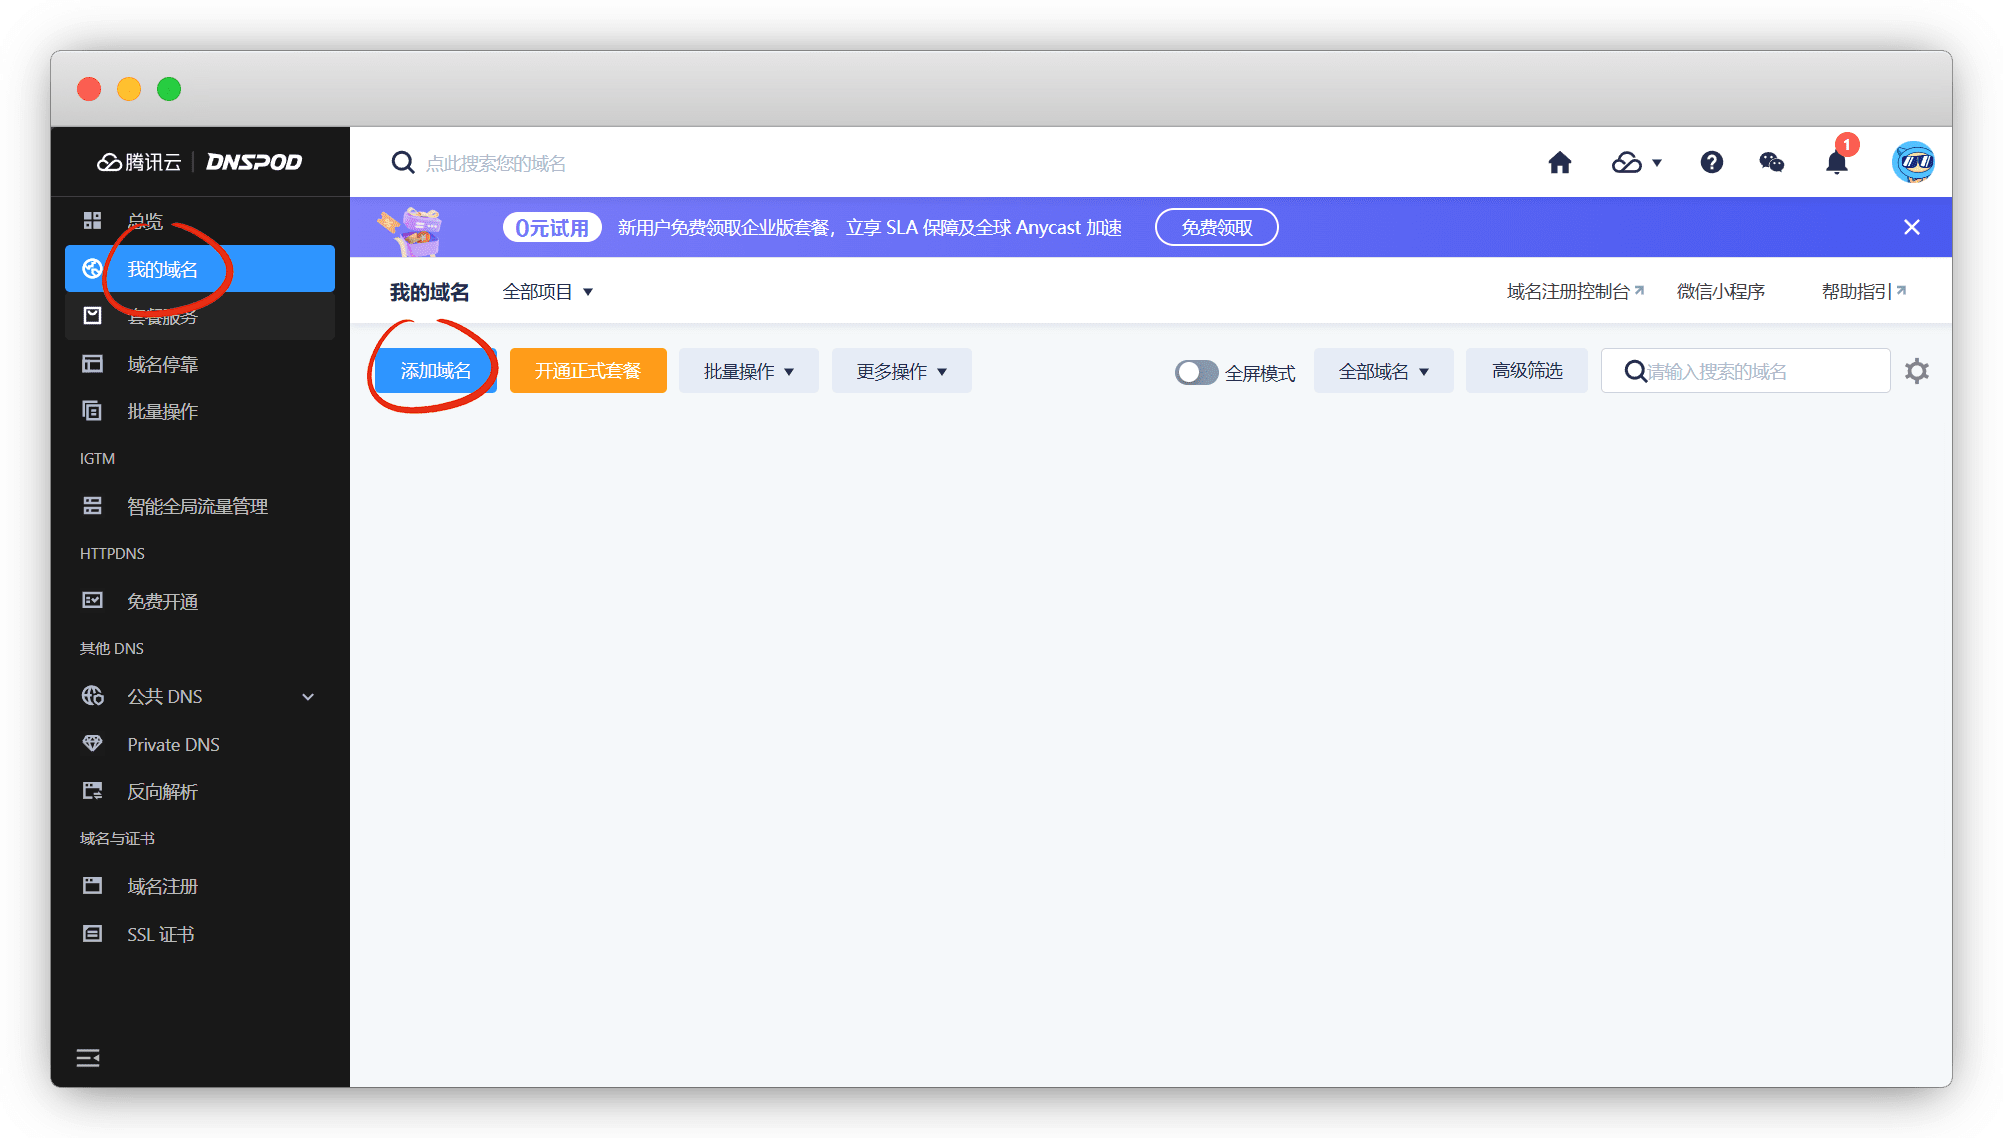 腾讯云 | DNSPOD
点此搜索您的域名
1
总览
我的域名
套餐服务
域名停靠
批量操作
IGTM
智能全局流量管理
HTTPDNS
免费开通
其他 DNS
公共 DNS
Private DNS
反向解析
域名与证书
域名注册
SSL 证书
0元试用 新用户免费领取企业版套餐，立享 SLA 保障及全球 Anycast 加速 免费领取
我的域名 全部项目 域名注册控制台 微信小程序 帮助指引
添加域名 开通正式套餐 批量操作 更多操作 全屏模式 全部域名 高级筛选 请输入搜索的域名